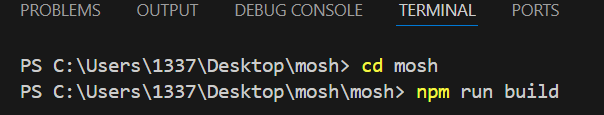 PROBLEMS OUTPUT DEBUG CONSOLE TERMINAL PORTS
PS C:\Users\1337\Desktop\mosh> cd mosh
PS C:\Users\1337\Desktop\mosh\mosh> npm run build